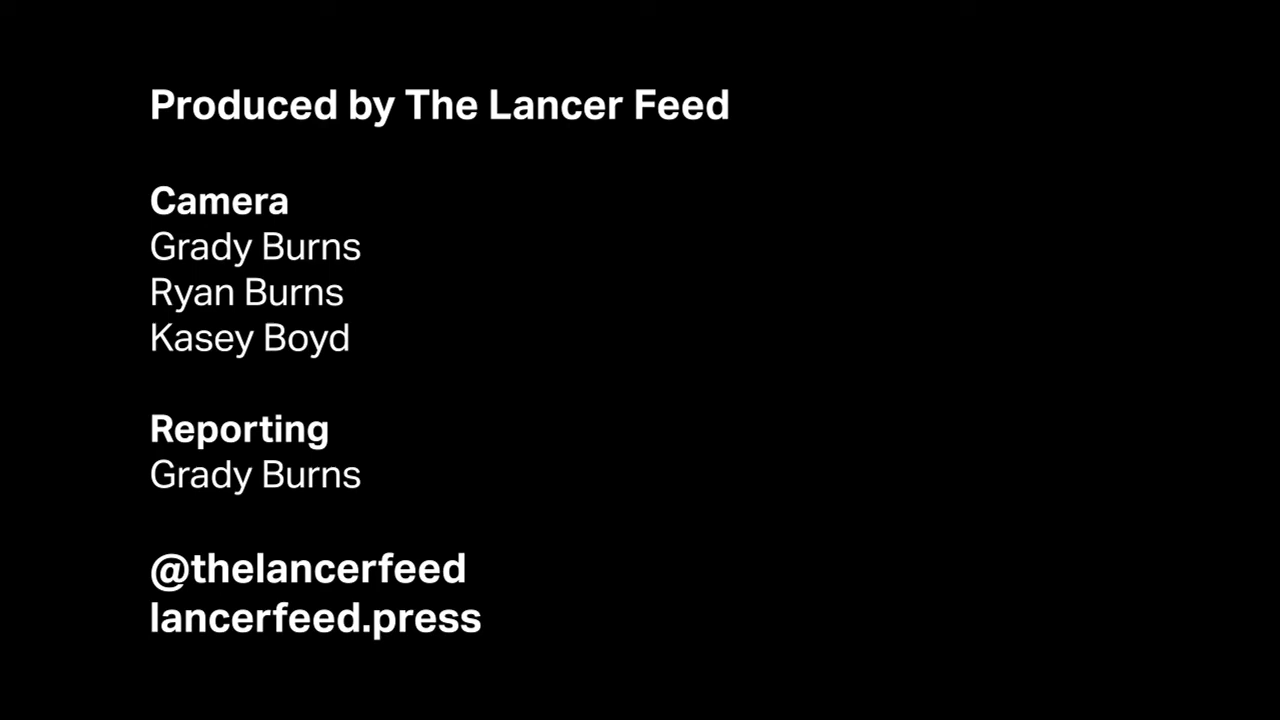 Produced by The Lancer Feed
Camera
Grady Burns
Ryan Burns
Kasey Boyd
Reporting
Grady Burns
@thelancerfeed
lancerfeed.press